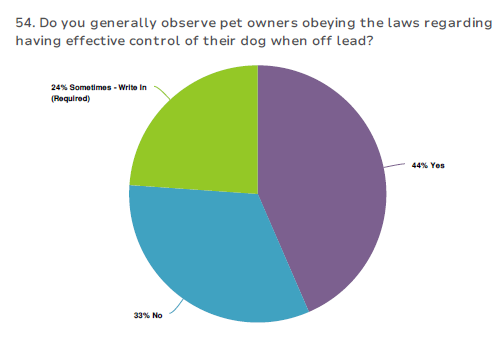 54. Do you generally observe pet owners obeying the laws regarding
having effective control of their dog when off lead?
24% Sometimes - Write In
(Required)
44% Yes
33% No